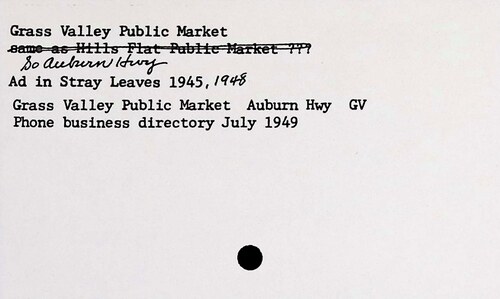 Grass Valley Public Market
same as Hills Flat Public Market ???
So Auburn Hwy
Ad in Stray Leaves 1945, 1948
Grass Valley Public Market Auburn Hwy GV
Phone business directory July 1949